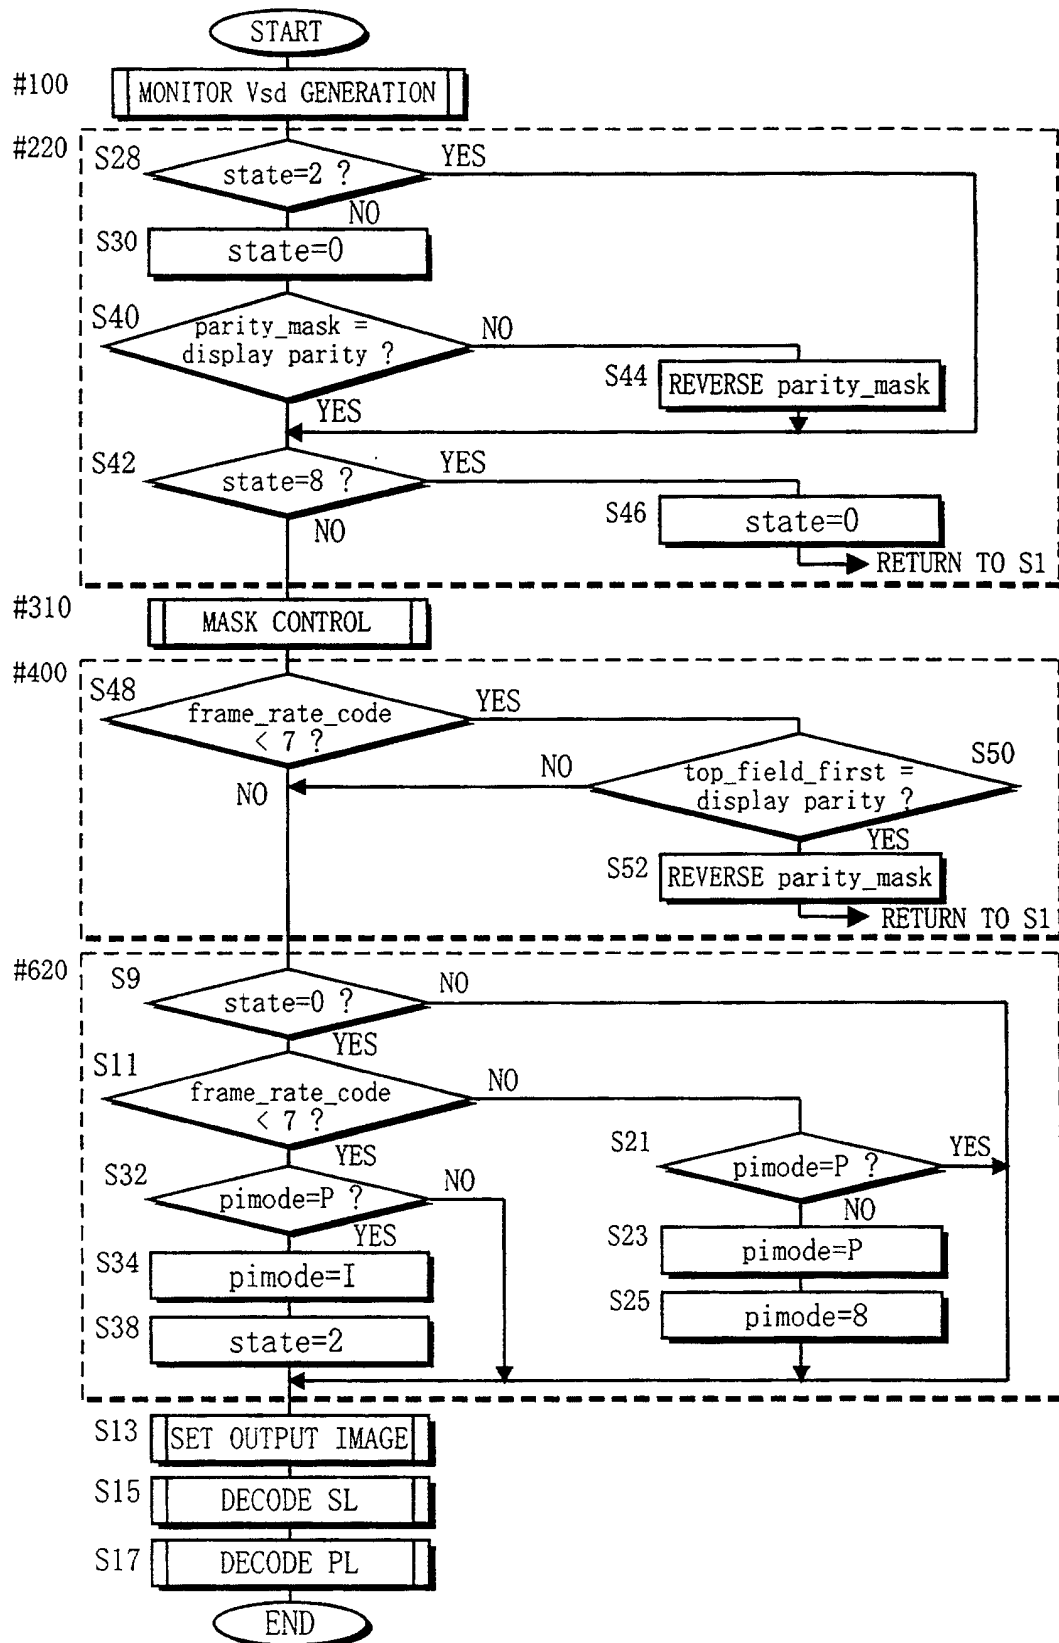 START
#100
MONITOR Vsd GENERATION
#220
S28
state=2 ?
YES
NO
S30
state=0
S40
parity_mask =
display parity ?
NO
YES
S44
REVERSE parity_mask
S42
state=8 ?
YES
NO
S46
state=0
RETURN TO S1
#310
MASK CONTROL
#400
S48
frame_rate_code
< 7 ?
YES
NO
S50
top_field_first =
display parity ?
NO
YES
S52
REVERSE parity_mask
RETURN TO S1
#620
S9
state=0 ?
NO
YES
S11
frame_rate_code
< 7 ?
NO
YES
S21
pimode=P ?
YES
NO
S32
pimode=P ?
NO
YES
S23
pimode=P
S34
pimode=I
S25
pimode=8
S38
state=2
S13
SET OUTPUT IMAGE
S15
DECODE SL
S17
DECODE PL
END